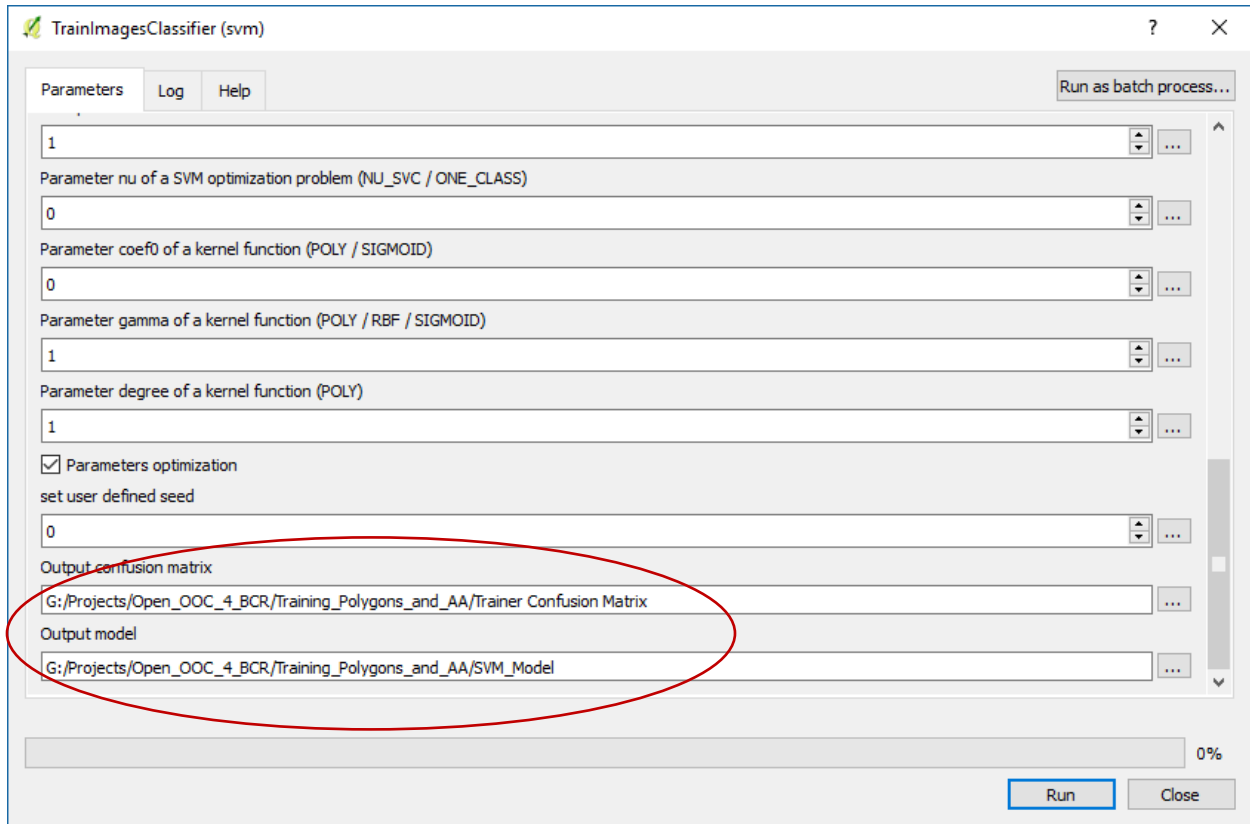 TrainImagesClassifier (svm)
?
Parameters
Log
Help
Run as batch process...
1
...
Parameter nu of a SVM optimization problem (NU_SVC / ONE_CLASS)
0
...
Parameter coef0 of a kernel function (POLY / SIGMOID)
0
...
Parameter gamma of a kernel function (POLY / RBF / SIGMOID)
1
...
Parameter degree of a kernel function (POLY)
1
...
Parameters optimization
set user defined seed
0
...
Output confusion matrix
G:/Projects/Open_OOC_4_BCR/Training_Polygons_and_AA/Trainer Confusion Matrix
...
Output model
G:/Projects/Open_OOC_4_BCR/Training_Polygons_and_AA/SVM_Model
...
0%
Run
Close